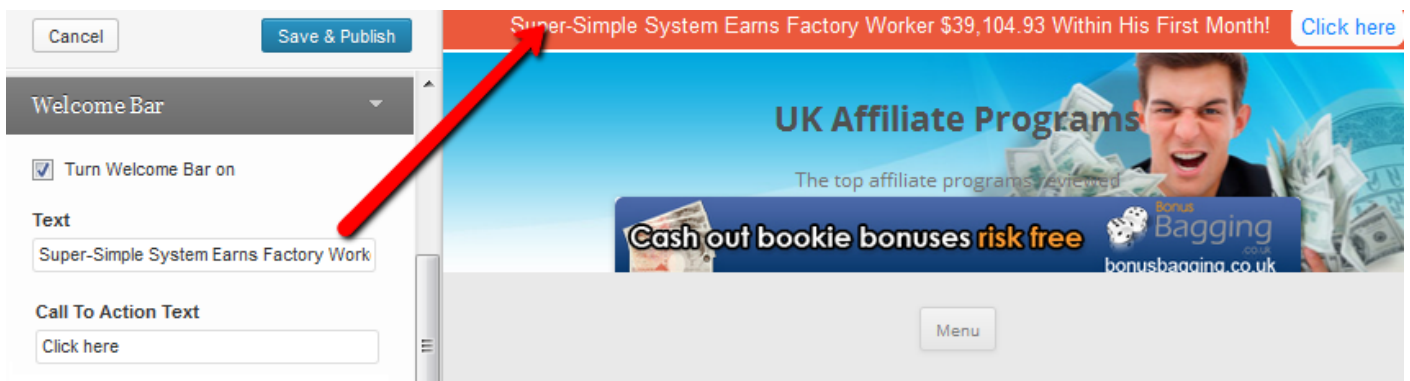 Cancel
Save & Publish
Welcome Bar
Turn Welcome Bar on
Text
Super-Simple System Earns Factory Work
Call To Action Text
Click here
Super-Simple System Earns Factory Worker $39,104.93 Within His First Month!
Click here
UK Affiliate Programs
The top affiliate programs reviewed
Cash out bookie bonuses risk free
Bonus
Bagging
.co.uk
bonusbagging.co.uk
Menu